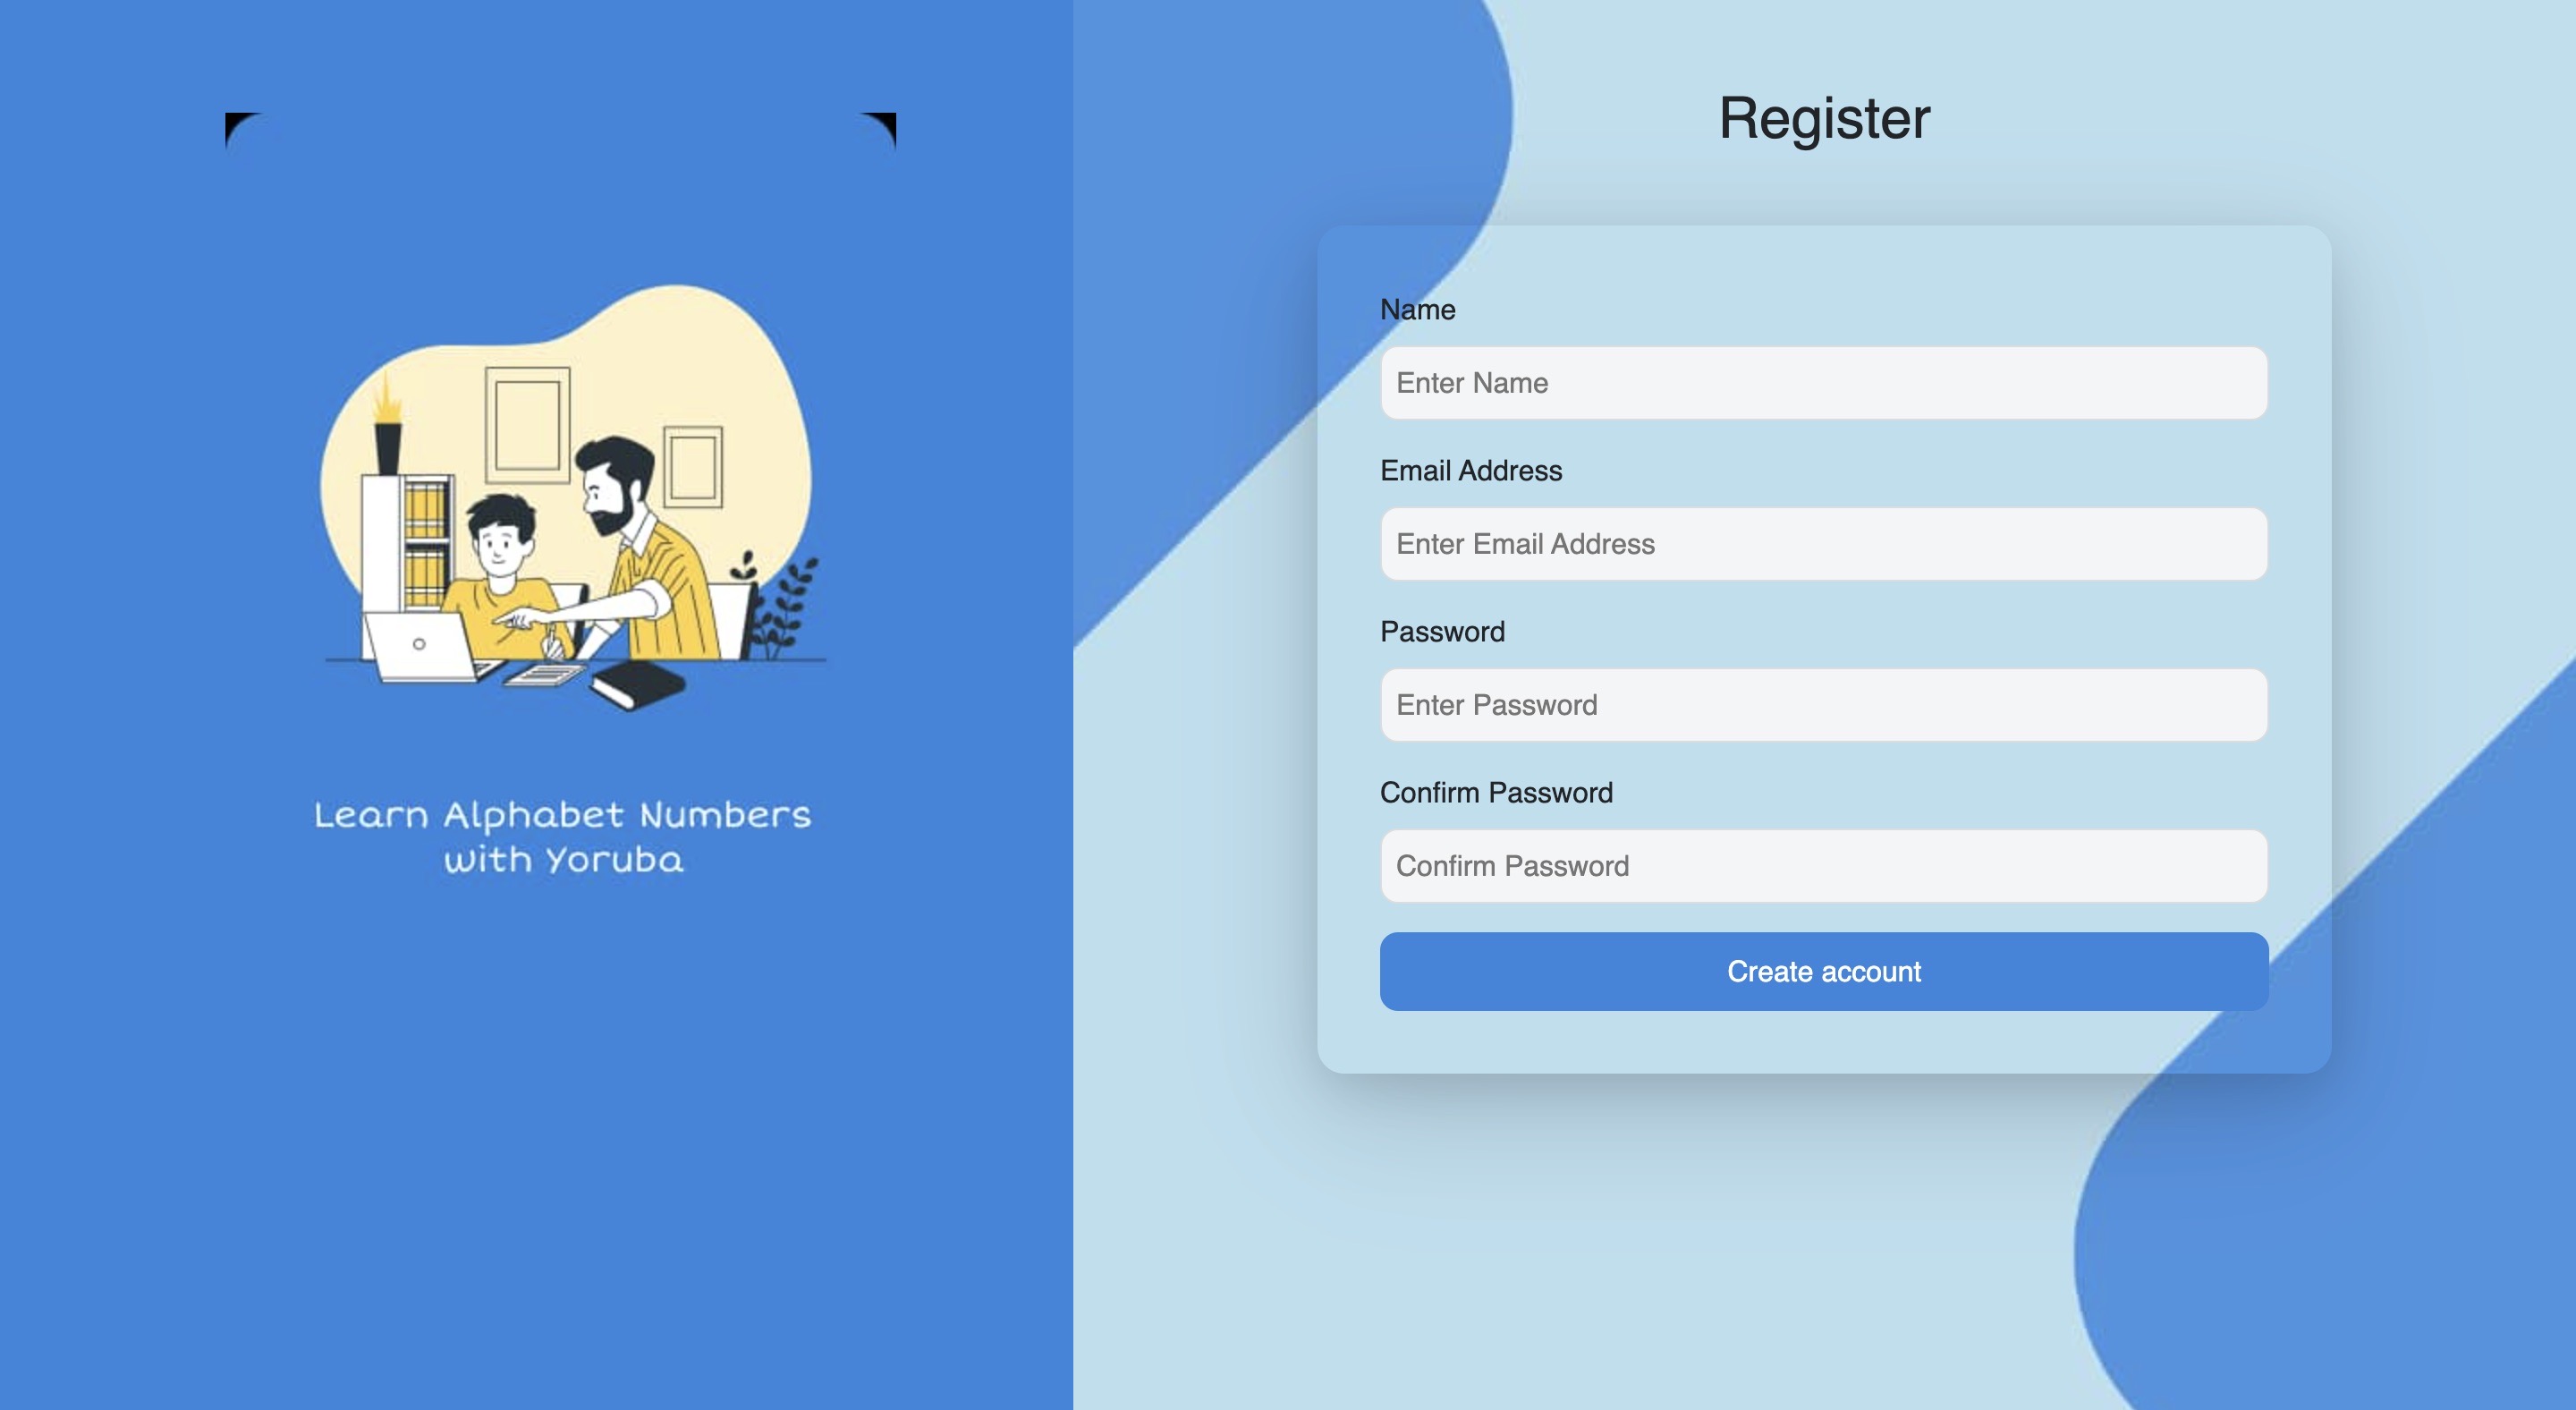 Learn Alphabet Numbers
with Yoruba
Register
Name
Enter Name
Email Address
Enter Email Address
Password
Enter Password
Confirm Password
Confirm Password
Create account